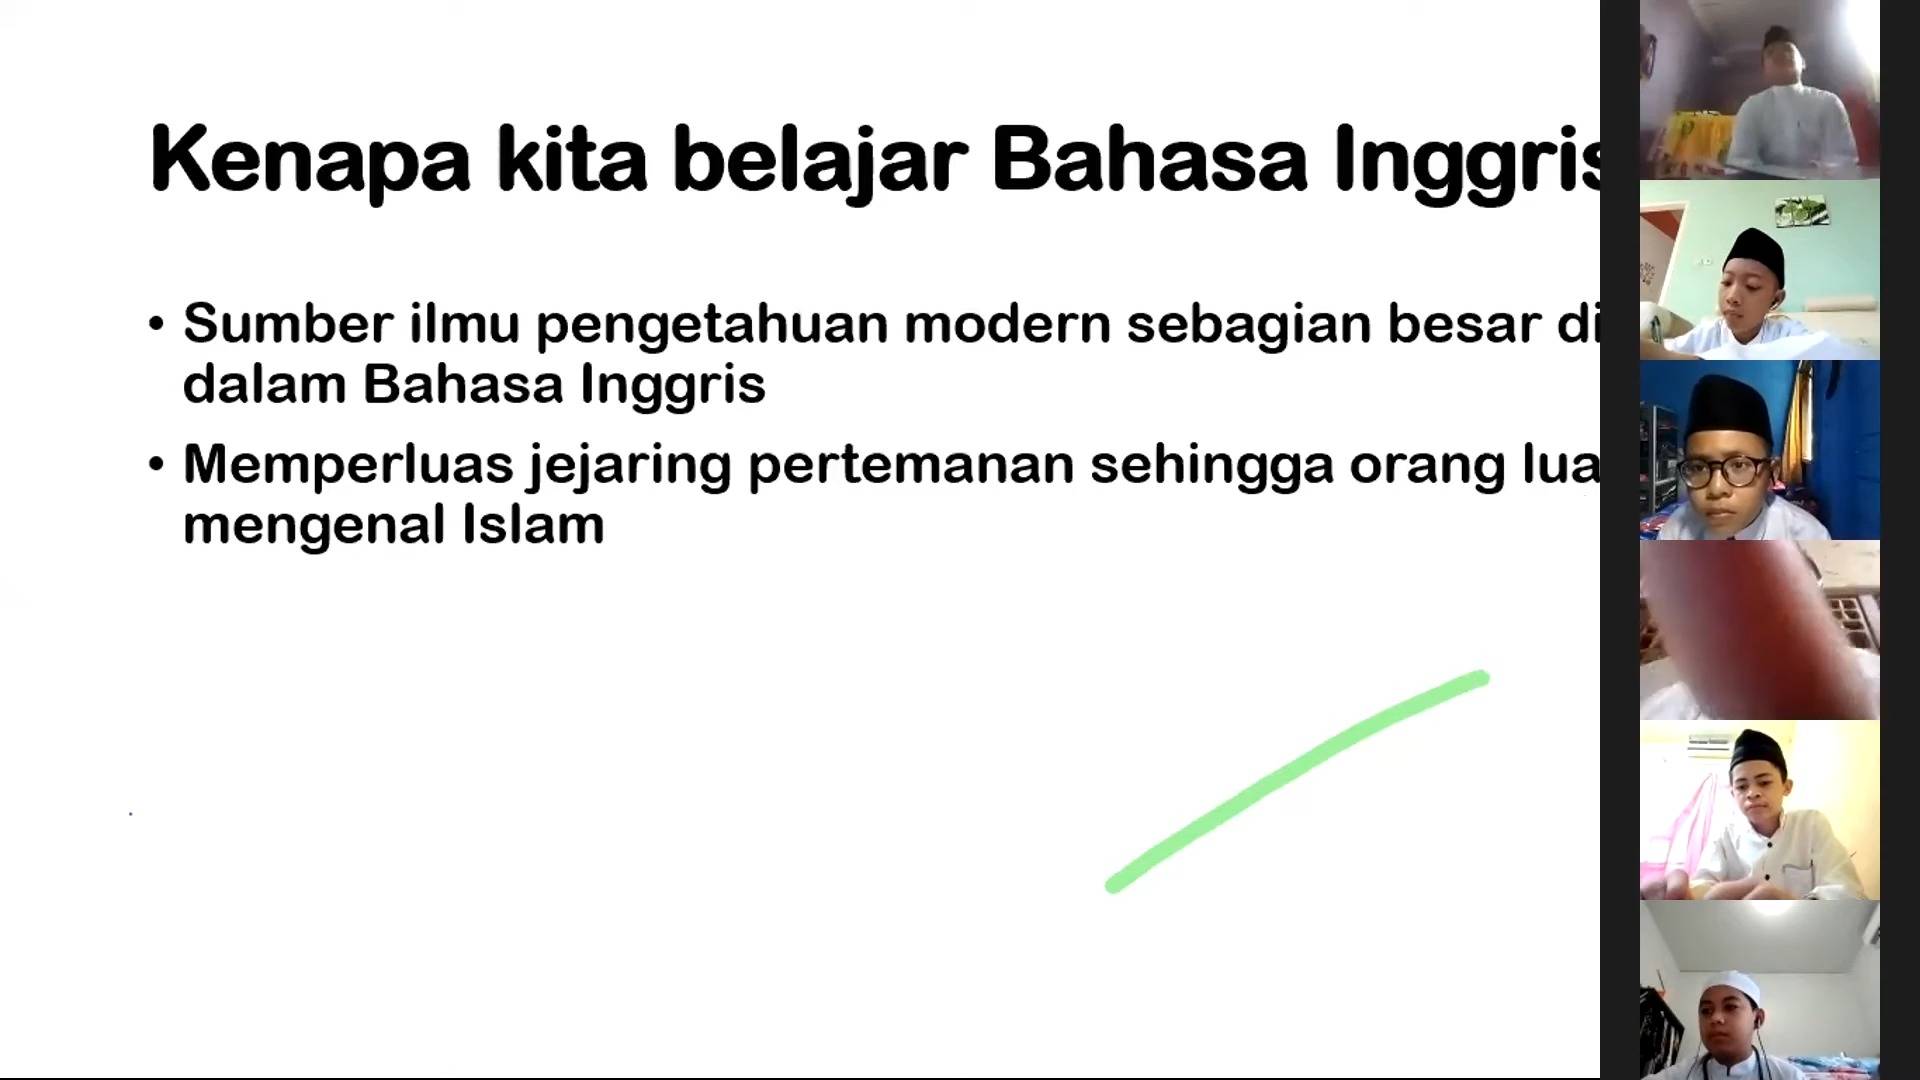 Kenapa kita belajar Bahasa Inggris
• Sumber ilmu pengetahuan modern sebagian besar di
dalam Bahasa Inggris
• Memperluas jejaring pertemanan sehingga orang lua
mengenal Islam